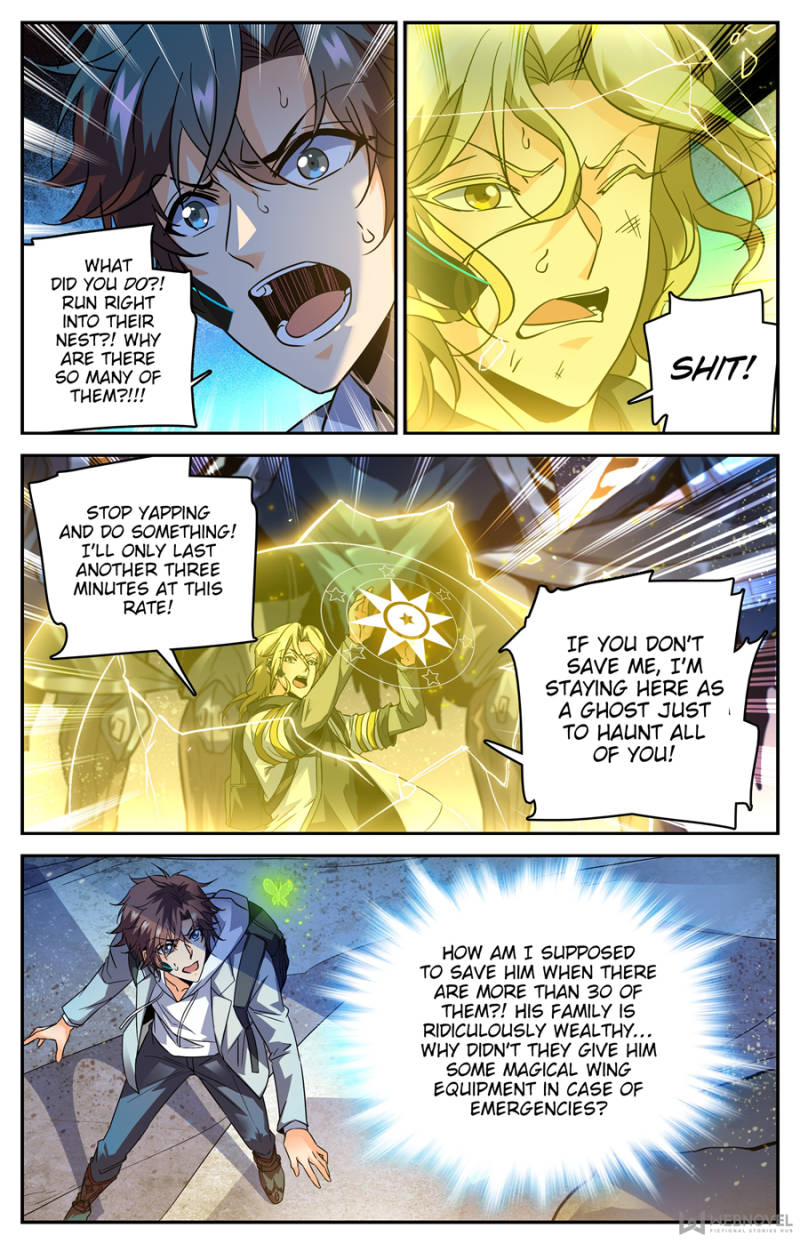 WHAT
DID YOU DO?!
RUN RIGHT
INTO THEIR
NEST?! WHY
ARE THERE
SO MANY OF
THEM?!!!
SHIT!
STOP YAPPING
AND DO SOMETHING!
I'LL ONLY LAST
ANOTHER THREE
MINUTES AT THIS
RATE!
IF YOU DON'T
SAVE ME, I'M
STAYING HERE AS
A GHOST JUST
TO HAUNT ALL
OF YOU!
HOW AM I SUPPOSED
TO SAVE HIM WHEN THERE
ARE MORE THAN 30 OF
THEM?! HIS FAMILY IS
RIDICULOUSLY WEALTHY...
WHY DIDN'T THEY GIVE HIM
SOME MAGICAL WING
EQUIPMENT IN CASE OF
EMERGENCIES?
WEBNOVEL
FICTIONAL STORIES HUB